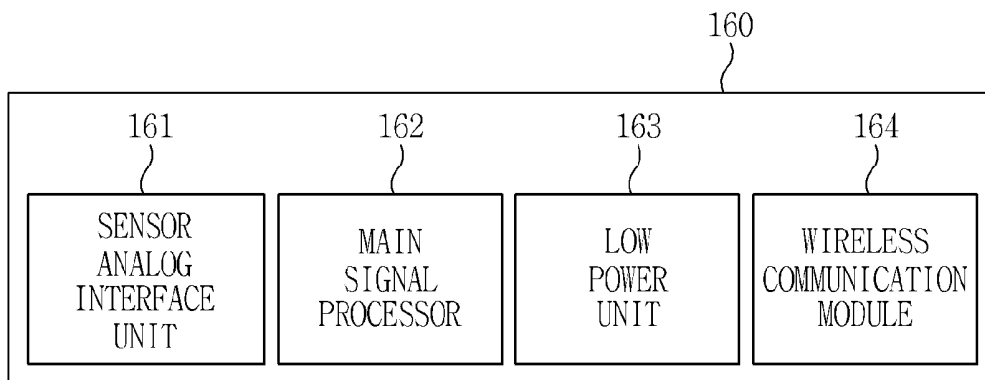 160
161
162
163
164
SENSOR
ANALOG
INTERFACE
UNIT
MAIN
SIGNAL
PROCESSOR
LOW
POWER
UNIT
WIRELESS
COMMUNICATION
MODULE